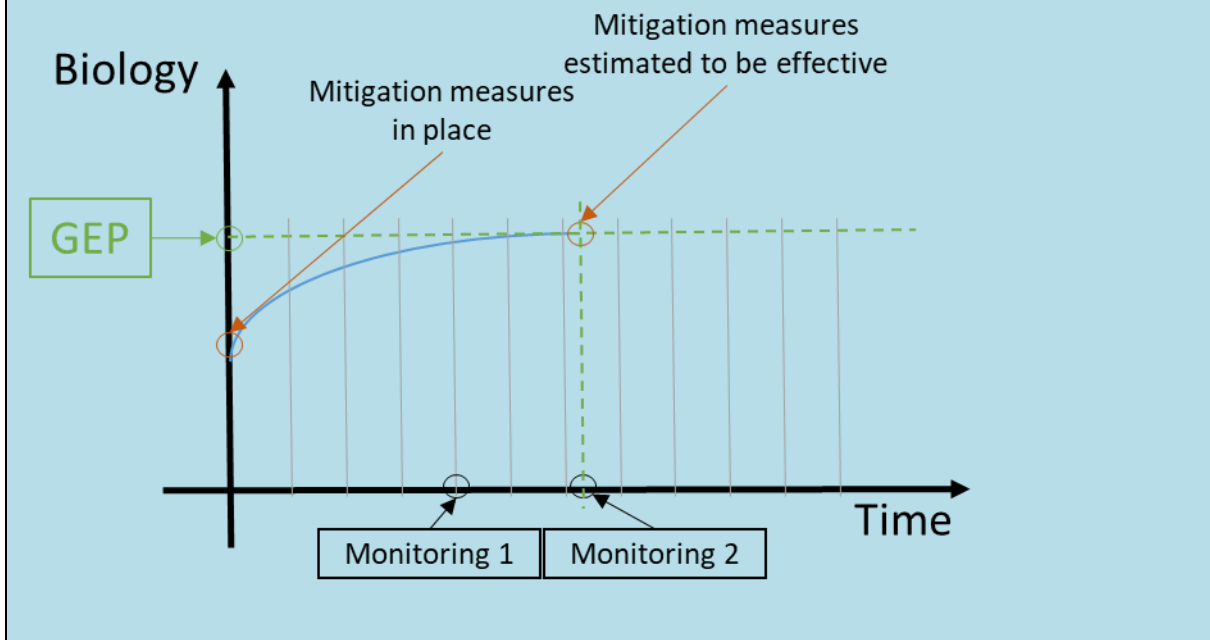 Mitigation measures
estimated to be effective
Biology
Mitigation measures
in place
GEP
Time
Monitoring 1
Monitoring 2